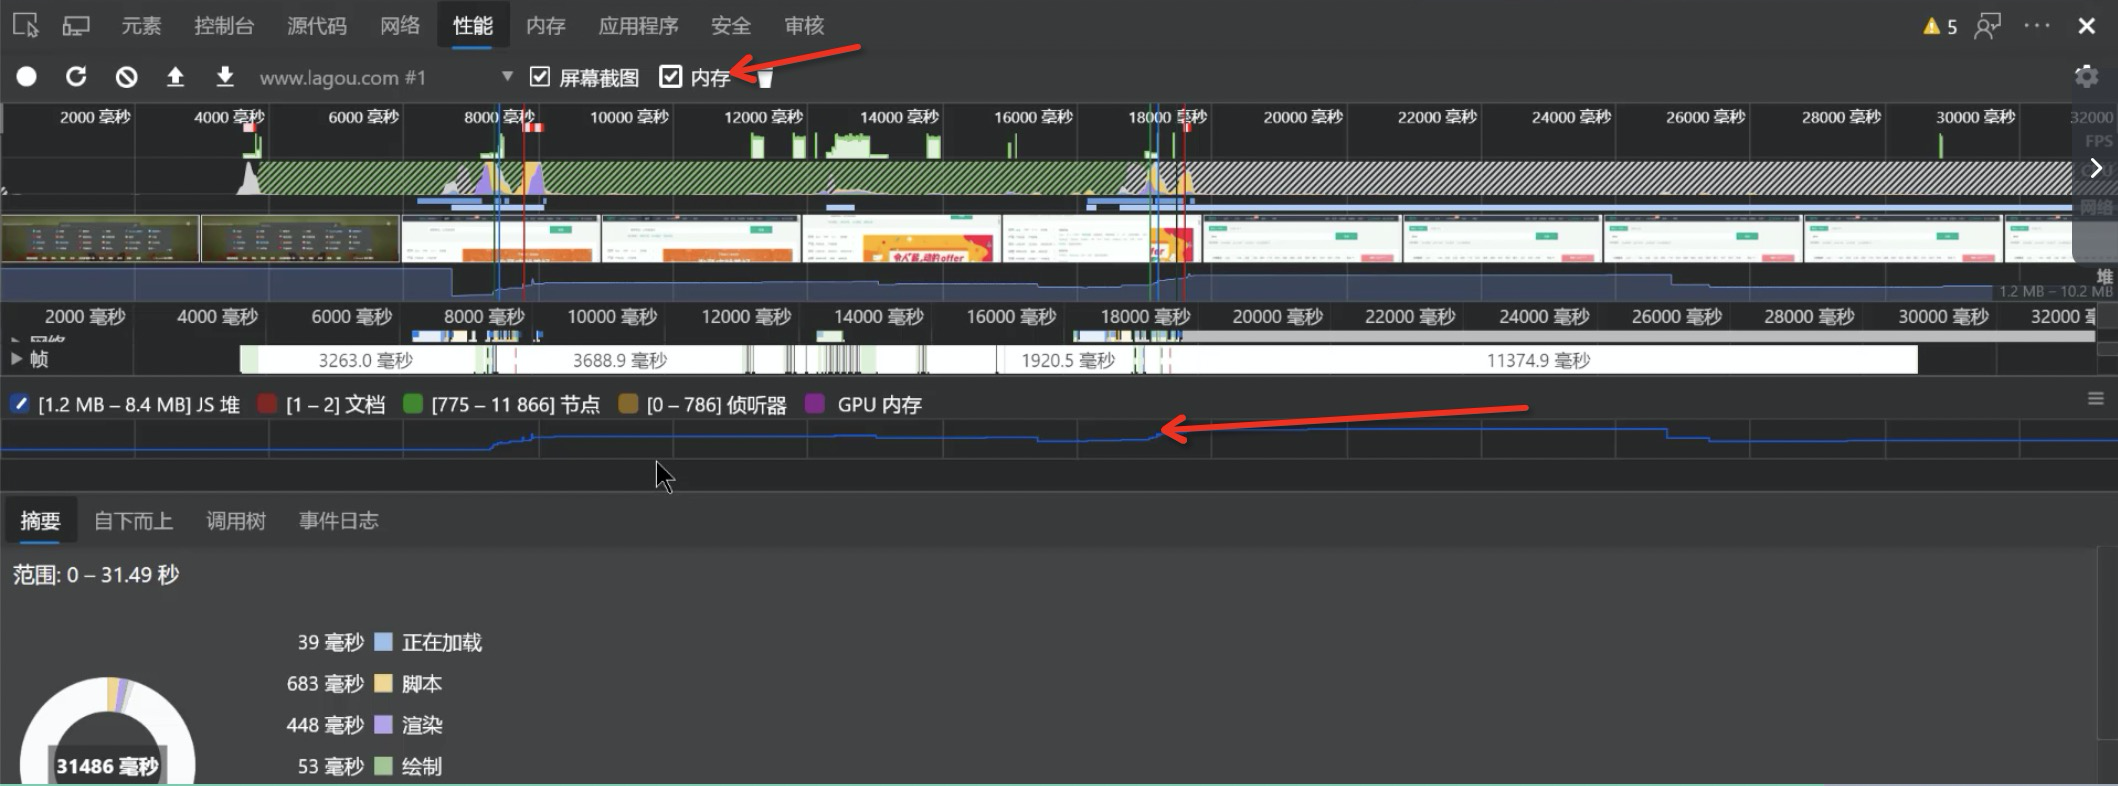 元素 控制台 源代码 网络 性能 内存 应用程序 安全 审核 5
www.lagou.com #1 屏幕截图 内存
2000 毫秒 4000 毫秒 6000 毫秒 8000 毫秒 10000 毫秒 12000 毫秒 14000 毫秒 16000 毫秒 18000 毫秒 20000 毫秒 22000 毫秒 24000 毫秒 26000 毫秒 28000 毫秒 30000 毫秒 32000
FPS
网络
堆
1.2 MB – 10.2 MB
2000 毫秒 4000 毫秒 6000 毫秒 8000 毫秒 10000 毫秒 12000 毫秒 14000 毫秒 16000 毫秒 18000 毫秒 20000 毫秒 22000 毫秒 24000 毫秒 26000 毫秒 28000 毫秒 30000 毫秒 32000
帧 3263.0 毫秒 3688.9 毫秒 1920.5 毫秒 11374.9 毫秒
[1.2 MB – 8.4 MB] JS 堆 [1 – 2] 文档 [775 – 11 866] 节点 [0 – 786] 侦听器 GPU 内存
摘要 自下而上 调用树 事件日志
范围: 0 – 31.49 秒
39 毫秒 正在加载
683 毫秒 脚本
448 毫秒 渲染
53 毫秒 绘制
31486 毫秒